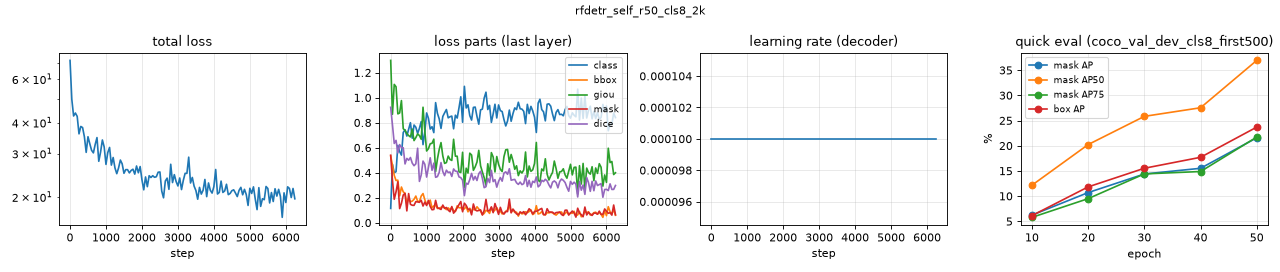 rfdetr_self_r50_cls8_2k
total loss
6 × 10¹
4 × 10¹
3 × 10¹
2 × 10¹
0 1000 2000 3000 4000 5000 6000
step
loss parts (last layer)
1.2
1.0
0.8
0.6
0.4
0.2
0.0
class
bbox
giou
mask
dice
0 1000 2000 3000 4000 5000 6000
step
learning rate (decoder)
0.000104
0.000102
0.000100
0.000098
0.000096
0 1000 2000 3000 4000 5000 6000
step
quick eval (coco_val_dev_cls8_first500)
%
35
30
25
20
15
10
5
mask AP
mask AP50
mask AP75
box AP
10 20 30 40 50
epoch